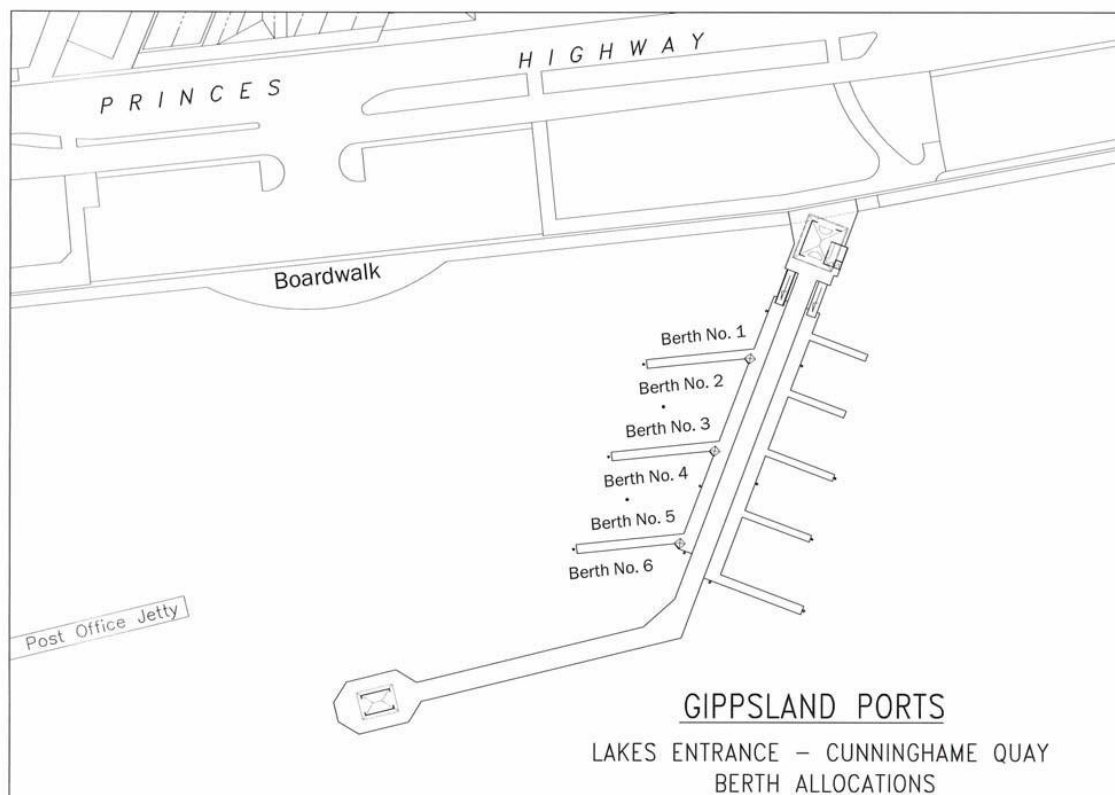 PRINCES HIGHWAY
Boardwalk
Berth No. 1
Berth No. 2
Berth No. 3
Berth No. 4
Berth No. 5
Berth No. 6
Post Office Jetty
GIPPSLAND PORTS
LAKES ENTRANCE – CUNNINGHAME QUAY
BERTH ALLOCATIONS